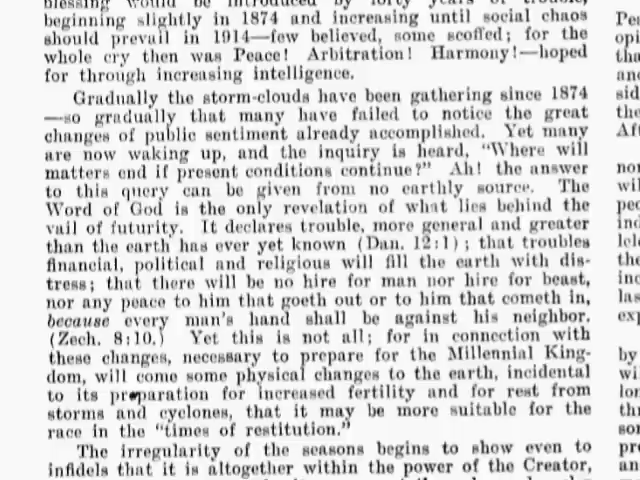 blessing would be introduced by forty years of trouble,
beginning slightly in 1874 and increasing until social chaos
should prevail in 1914—few believed, some scoffed; for the
whole cry then was Peace! Arbitration! Harmony!—hoped
for through increasing intelligence.
Gradually the storm-clouds have been gathering since 1874
—so gradually that many have failed to notice the great
changes of public sentiment already accomplished. Yet many
are now waking up, and the inquiry is heard, "Where will
matters end if present conditions continue?" Ah! the answer
to this query can be given from no earthly source. The
Word of God is the only revelation of what lies behind the
vail of futurity. It declares trouble, more general and greater
than the earth has ever yet known (Dan. 12:1); that troubles
financial, political and religious will fill the earth with dis-
tress; that there will be no hire for man nor hire for beast,
nor any peace to him that goeth out or to him that cometh in,
because every man's hand shall be against his neighbor.
(Zech. 8:10.) Yet this is not all; for in connection with
these changes, necessary to prepare for the Millennial King-
dom, will come some physical changes to the earth, incidental
to its preparation for increased fertility and for rest from
storms and cyclones, that it may be more suitable for the
race in the "times of restitution."
The irregularity of the seasons begins to show even to
infidels that it is altogether within the power of the Creator,